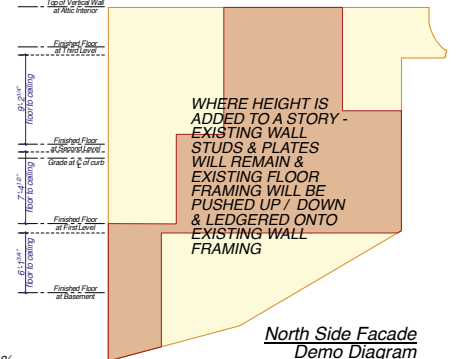 Top of Vertical Wall
at Attic Interior
Finished Floor
at Third Level
9'-2 3/4"
floor to ceiling
Finished Floor
at Second Level
Grade at ℄ of curb
7'-4 1/2"
floor to ceiling
Finished Floor
at First Level
6'-1 3/4"
floor to ceiling
Finished Floor
at Basement
WHERE HEIGHT IS
ADDED TO A STORY -
EXISTING WALL
STUDS & PLATES
WILL REMAIN &
EXISTING FLOOR
FRAMING WILL BE
PUSHED UP / DOWN
& LEDGERED ONTO
EXISTING WALL
FRAMING
North Side Facade
Demo Diagram
%